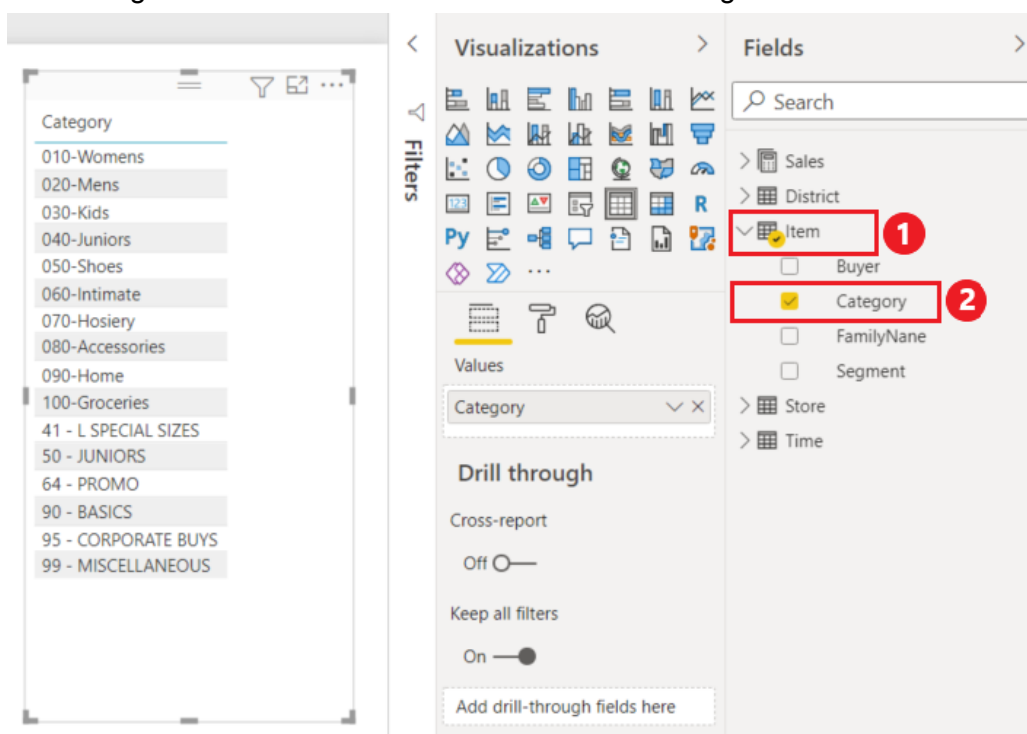 Category
010-Womens
020-Mens
030-Kids
040-Juniors
050-Shoes
060-Intimate
070-Hosiery
080-Accessories
090-Home
100-Groceries
41 - L SPECIAL SIZES
50 - JUNIORS
64 - PROMO
90 - BASICS
95 - CORPORATE BUYS
99 - MISCELLANEOUS
Filters
Visualizations
123
R
Py
Values
Category
Drill through
Cross-report
Off
Keep all filters
On
Add drill-through fields here
Fields
Search
Sales
District
Item
1
Buyer
Category
2
FamilyNane
Segment
Store
Time